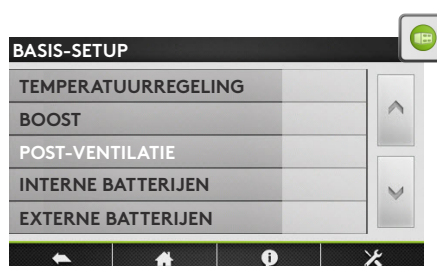 BASIS-SETUP
TEMPERATUURREGELING
BOOST
POST-VENTILATIE
INTERNE BATTERIJEN
EXTERNE BATTERIJEN